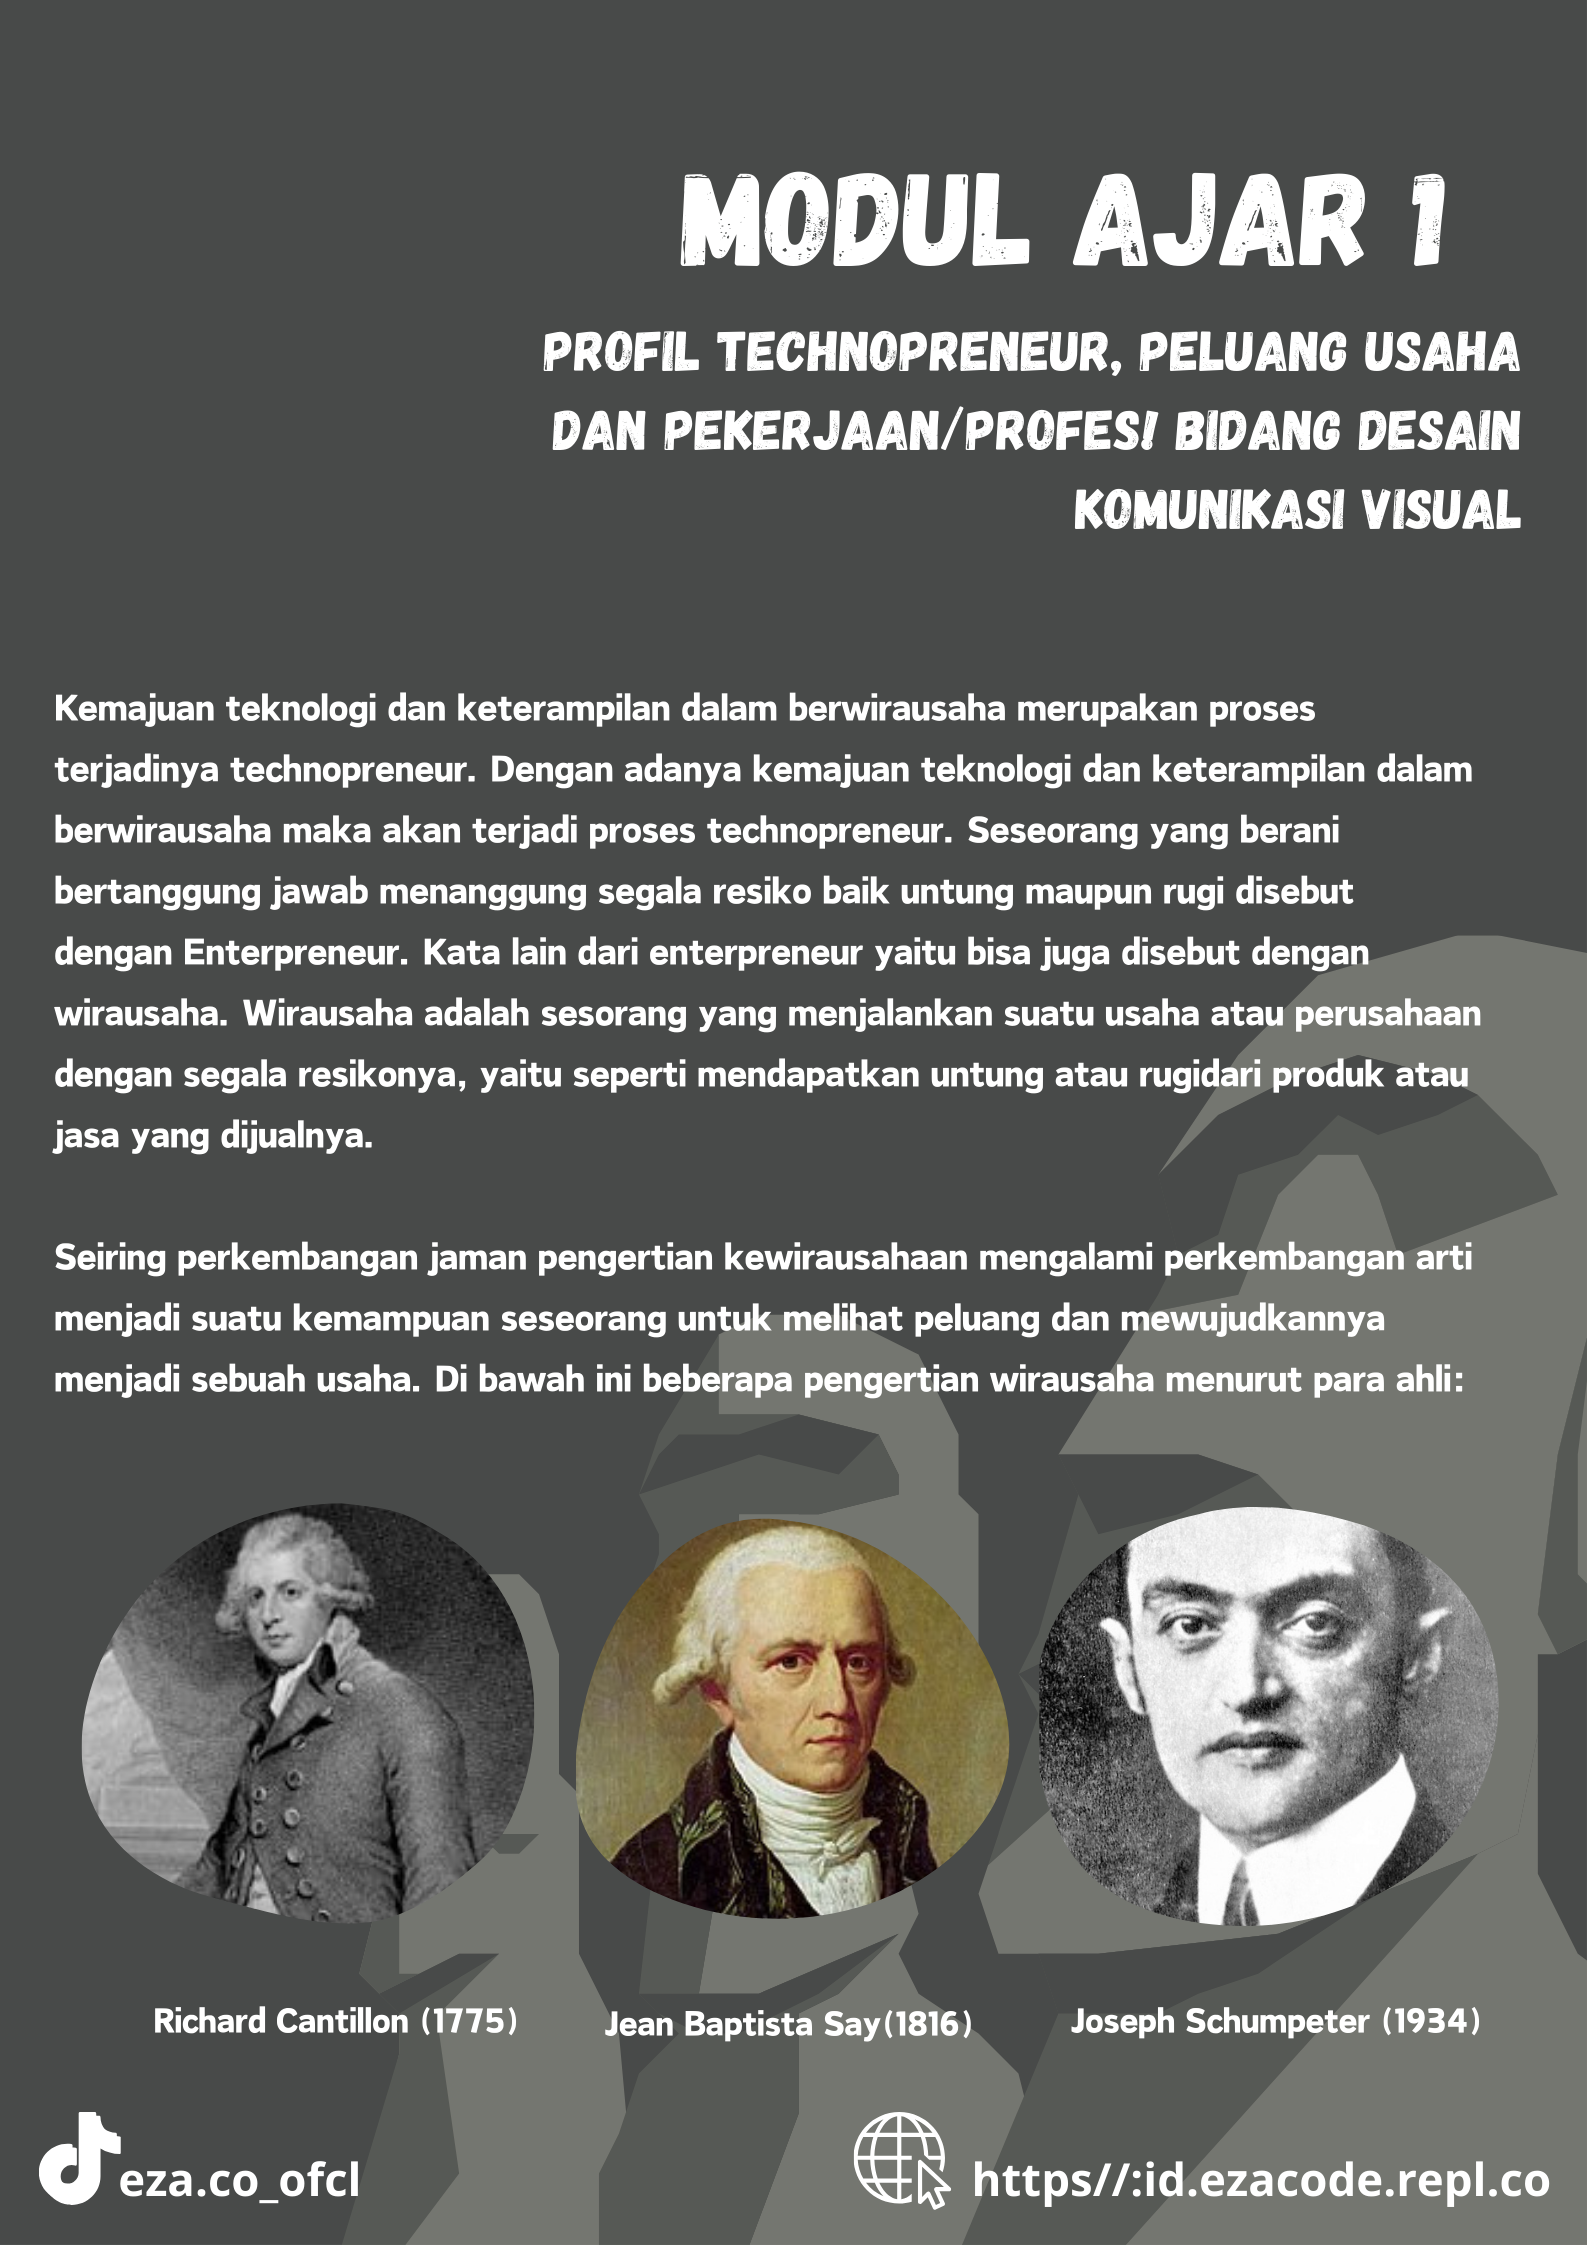 MODUL AJAR 1
PROFIL TECHNOPRENEUR, PELUANG USAHA
DAN PEKERJAAN/PROFES! BIDANG DESAIN
KOMUNIKASI VISUAL
Kemajuan teknologi dan keterampilan dalam berwirausaha merupakan proses
terjadinya technopreneur. Dengan adanya kemajuan teknologi dan keterampilan dalam
berwirausaha maka akan terjadi proses technopreneur. Seseorang yang berani
bertanggung jawab menanggung segala resiko baik untung maupun rugi disebut
dengan Enterpreneur. Kata lain dari enterpreneur yaitu bisa juga disebut dengan
wirausaha. Wirausaha adalah sesorang yang menjalankan suatu usaha atau perusahaan
dengan segala resikonya, yaitu seperti mendapatkan untung atau rugidari produk atau
jasa yang dijualnya.
Seiring perkembangan jaman pengertian kewirausahaan mengalami perkembangan arti
menjadi suatu kemampuan seseorang untuk melihat peluang dan mewujudkannya
menjadi sebuah usaha. Di bawah ini beberapa pengertian wirausaha menurut para ahli:
Richard Cantillon (1775)
Jean Baptista Say(1816)
Joseph Schumpeter (1934)
eza.co_ofcl
https//:id.ezacode.repl.co